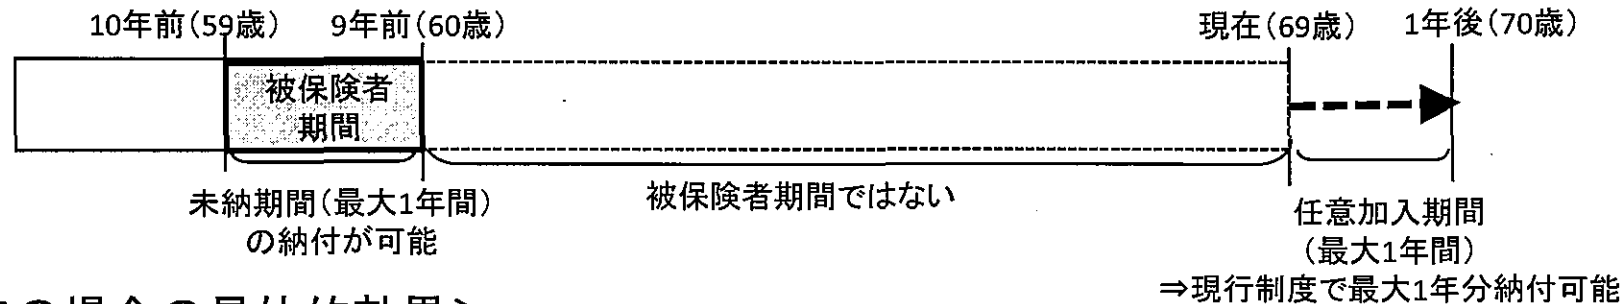 10年前(59歳) 9年前(60歳) 現在(69歳) 1年後(70歳)
被保険者
期間
未納期間(最大1年間)
の納付が可能
被保険者期間ではない
任意加入期間
(最大1年間)
⇒現行制度で最大1年分納付可能